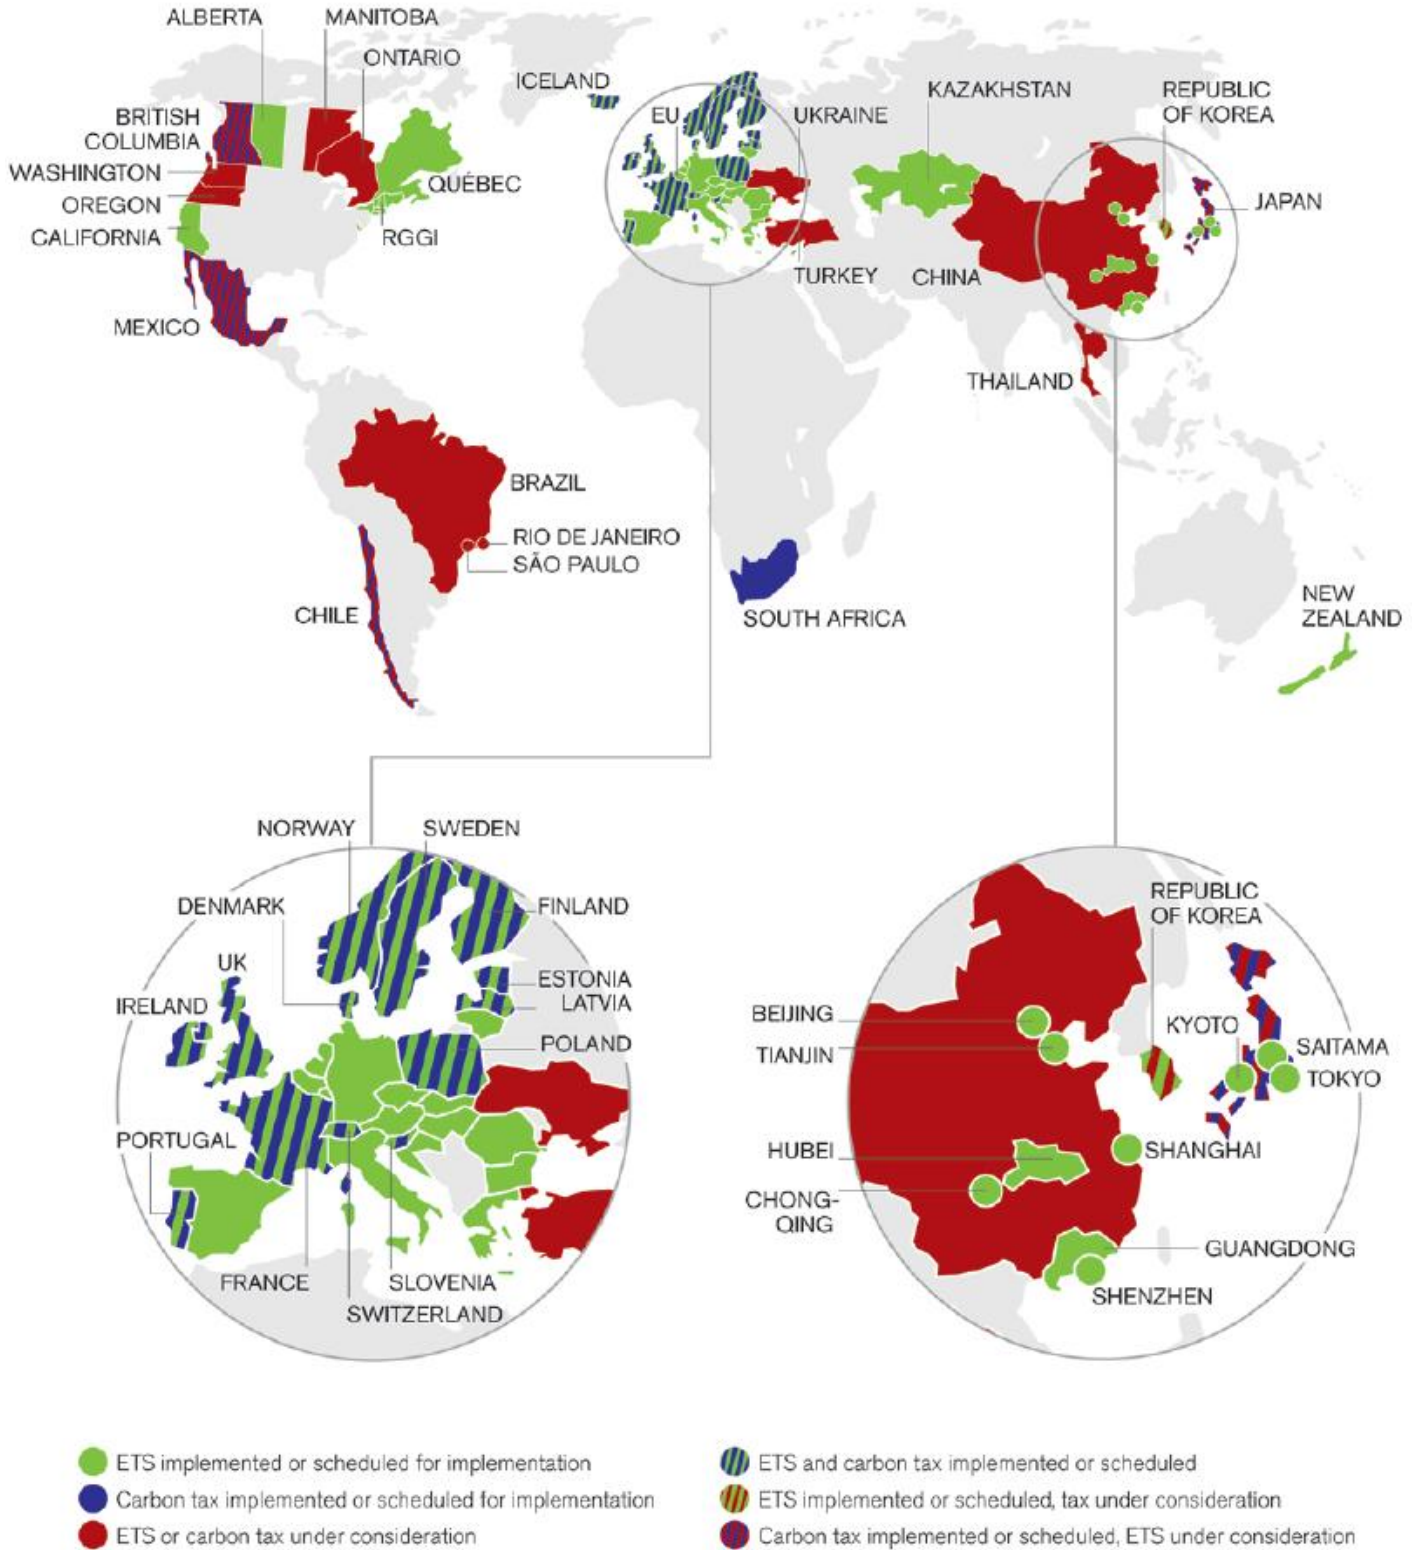 ALBERTA
MANITOBA
ONTARIO
BRITISH
COLUMBIA
WASHINGTON
OREGON
CALIFORNIA
QUÉBEC
RGGI
MEXICO
ICELAND
EU
UKRAINE
KAZAKHSTAN
REPUBLIC
OF KOREA
JAPAN
TURKEY
CHINA
THAILAND
BRAZIL
RIO DE JANEIRO
SÃO PAULO
CHILE
SOUTH AFRICA
NEW
ZEALAND
NORWAY
SWEDEN
DENMARK
FINLAND
UK
ESTONIA
IRELAND
LATVIA
POLAND
PORTUGAL
FRANCE
SLOVENIA
SWITZERLAND
REPUBLIC
OF KOREA
BEIJING
KYOTO
TIANJIN
SAITAMA
TOKYO
HUBEI
SHANGHAI
CHONG-
QING
GUANGDONG
SHENZHEN
ETS implemented or scheduled for implementation
Carbon tax implemented or scheduled for implementation
ETS or carbon tax under consideration
ETS and carbon tax implemented or scheduled
ETS implemented or scheduled, tax under consideration
Carbon tax implemented or scheduled, ETS under consideration